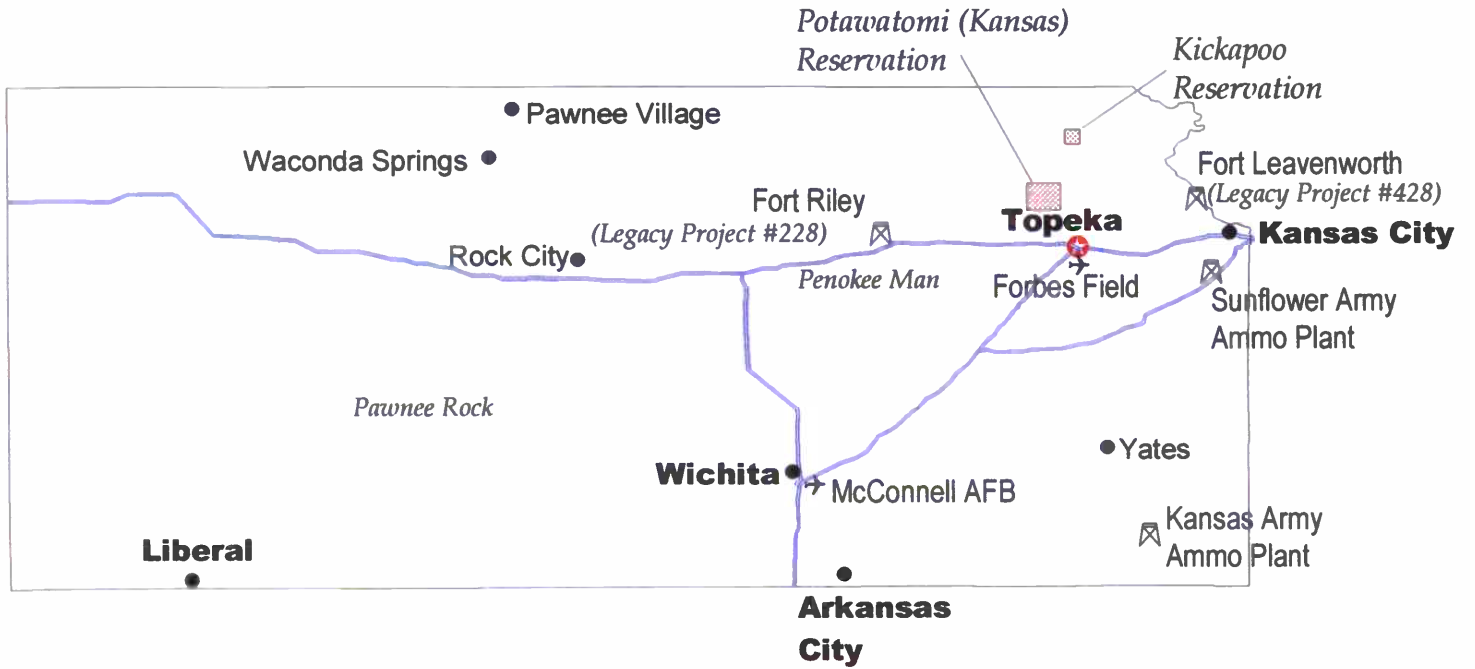 Potawatomi (Kansas)
Reservation
Kickapoo
Reservation
Pawnee Village
Waconda Springs
Fort Leavenworth
(Legacy Project #428)
Fort Riley
(Legacy Project #228)
Topeka
Kansas City
Rock City
Penokee Man
Forbes Field
Sunflower Army
Ammo Plant
Pawnee Rock
Yates
Wichita
McConnell AFB
Kansas Army
Ammo Plant
Liberal
Arkansas
City